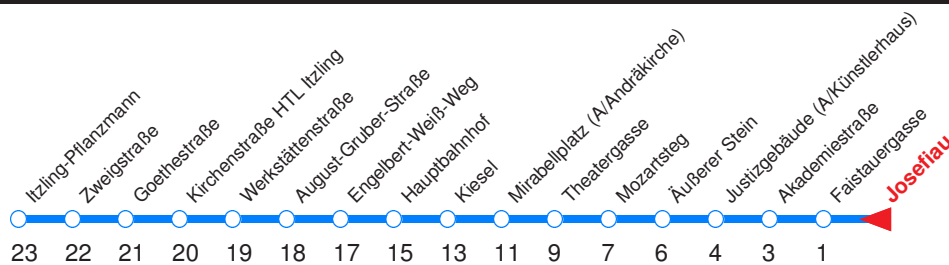 Itzling-Pflanzmann
Zweigstraße
Goethestraße
Kirchenstraße HTL Itzling
Werkstättenstraße
August-Gruber-Straße
Engelbert-Weiß-Weg
Hauptbahnhof
Kiesel
Mirabellplatz (A/Andräkirche)
Theatergasse
Mozartsteg
Äußerer Stein
Justizgebäude (A/Künstlerhaus)
Akademiestraße
Faistauergasse
Josefiau
23 22 21 20 19 18 17 15 13 11 9 7 6 4 3 1